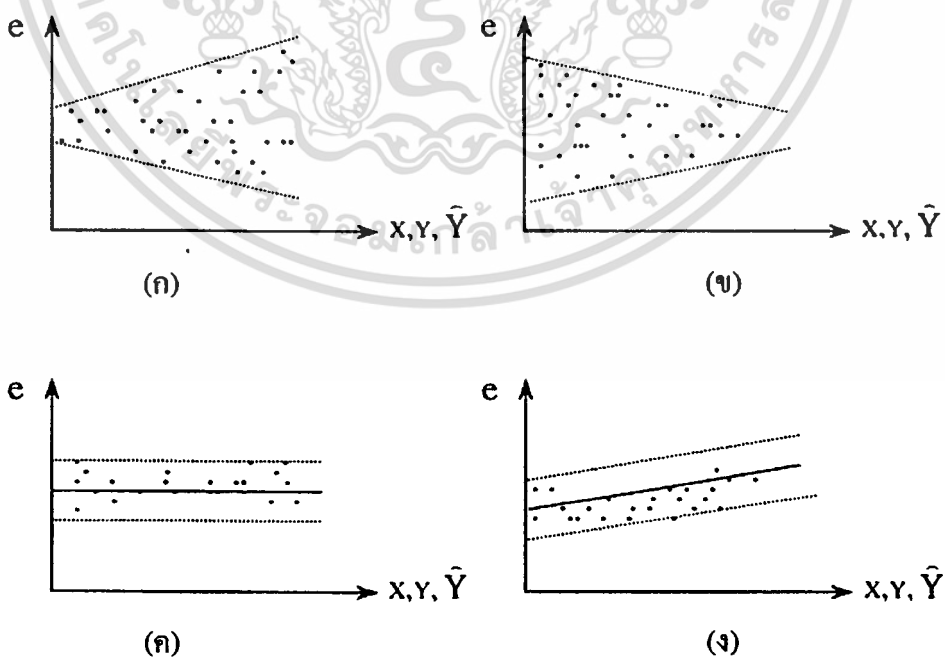 e e
X,Y, Ŷ X,Y, Ŷ
(ก) (ข)
e e
X,Y, Ŷ X,Y, Ŷ
(ค) (ง)